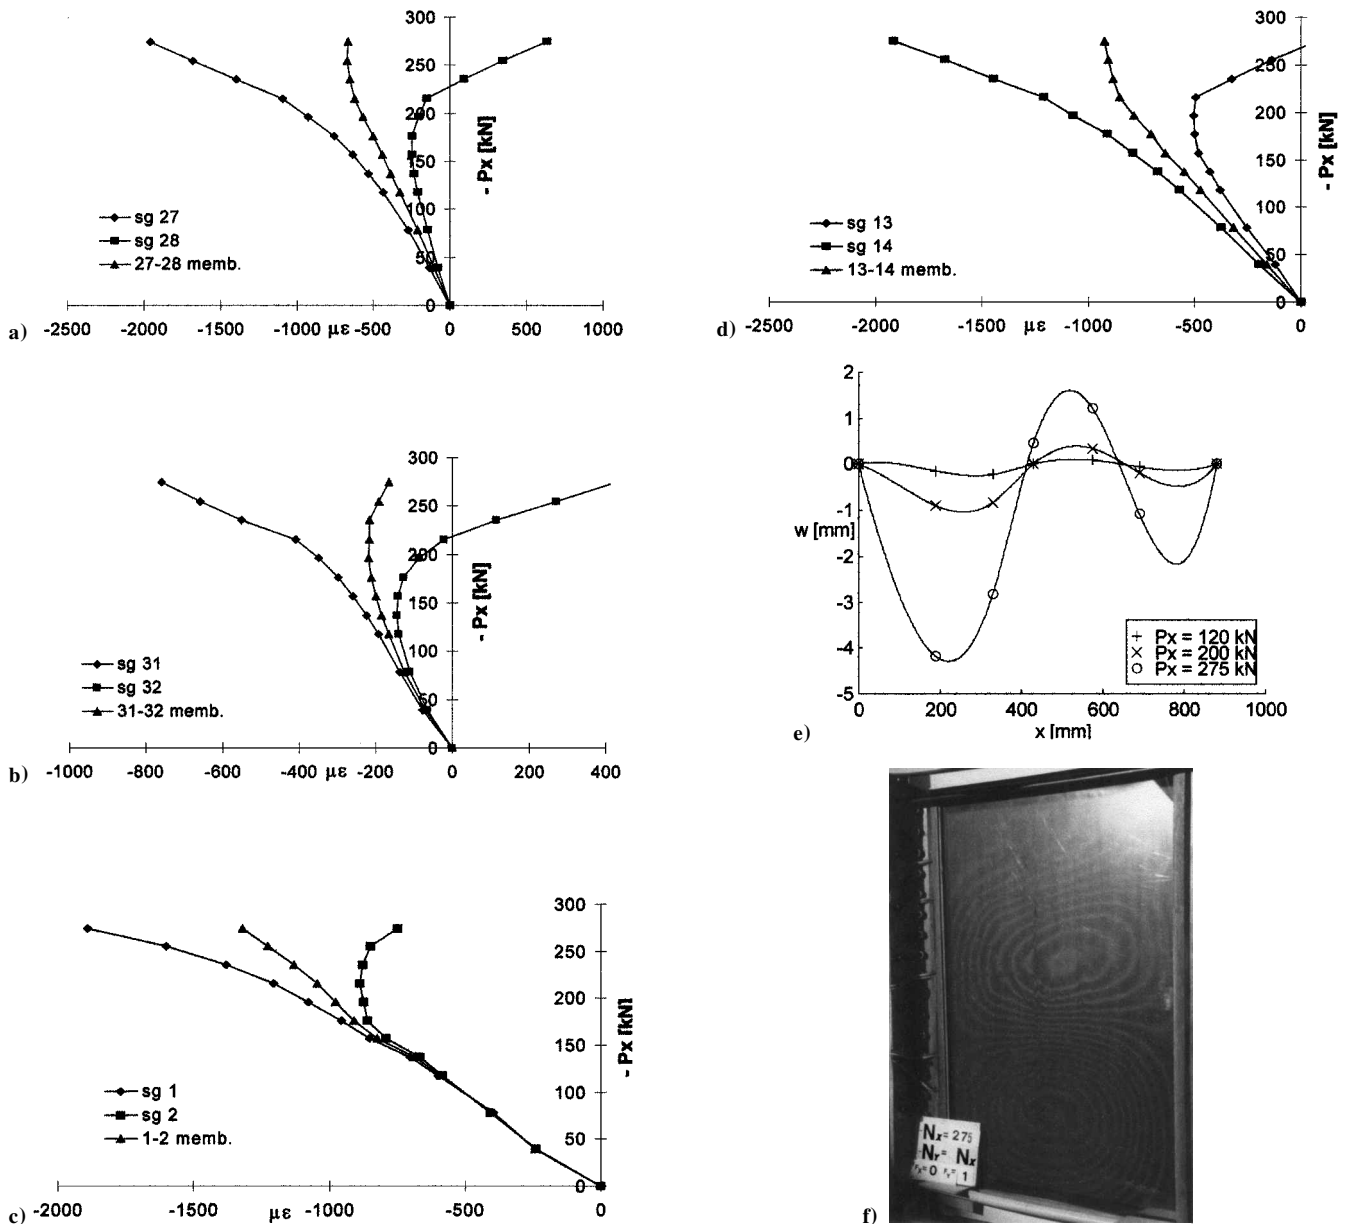 300
250
200
150
100
50
0
- Px [kN]
sg 27
sg 28
27-28 memb.
a) -2500 -2000 -1500 -1000 με -500 0 500 1000
300
250
200
150
100
50
0
- Px [kN]
sg 13
sg 14
13-14 memb.
d) -2500 -2000 -1500 με -1000 -500 0
300
250
200
150
100
50
0
- Px [kN]
sg 31
sg 32
31-32 memb.
b) -1000 -800 -600 -400 με -200 0 200 400
2
1
0
-1
w [mm]
-2
-3
-4
-5
Px = 120 kN
Px = 200 kN
Px = 275 kN
0 200 400 600 800 1000
e) x [mm]
300
250
200
150
100
50
0
- Px [kN]
sg 1
sg 2
1-2 memb.
c) -2000 -1500 με -1000 -500 0
-Nx = 275
-Ny = Nx
rx=0 ry= 1
f)